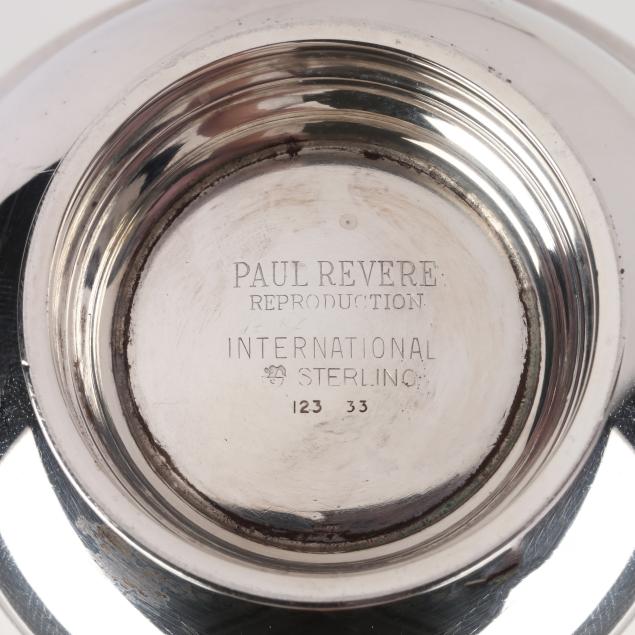 PAUL REVERE
REPRODUCTION
INTERNATIONAL
STERLING
123 33